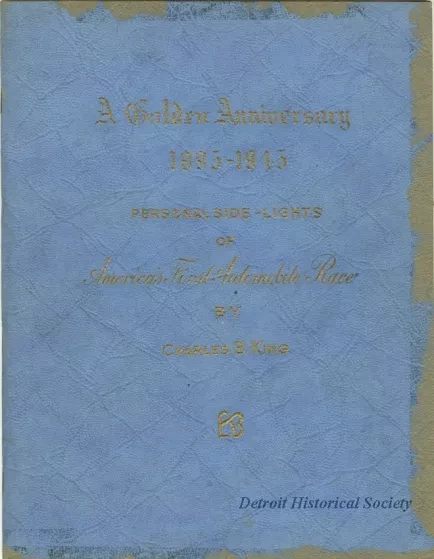 A Golden Anniversary
1895-1945
PERSONAL SIDE-LIGHTS
OF
America's First Automobile Race
BY
CHARLES B. KING
Detroit Historical Society